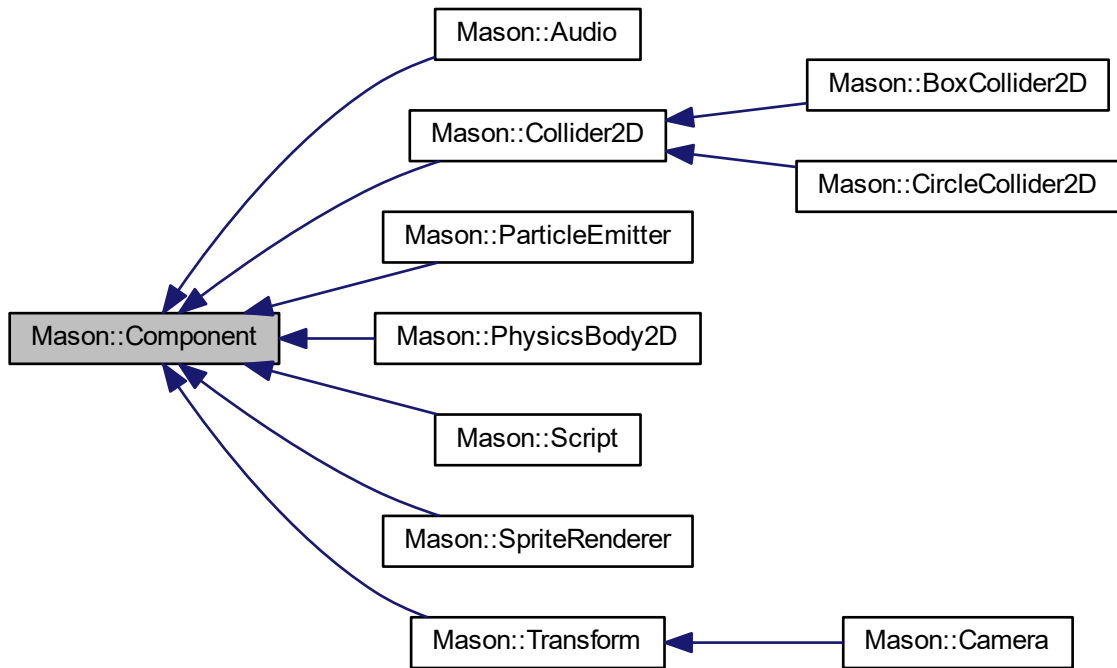 Mason::Audio
Mason::BoxCollider2D
Mason::Collider2D
Mason::CircleCollider2D
Mason::ParticleEmitter
Mason::Component
Mason::PhysicsBody2D
Mason::Script
Mason::SpriteRenderer
Mason::Transform
Mason::Camera